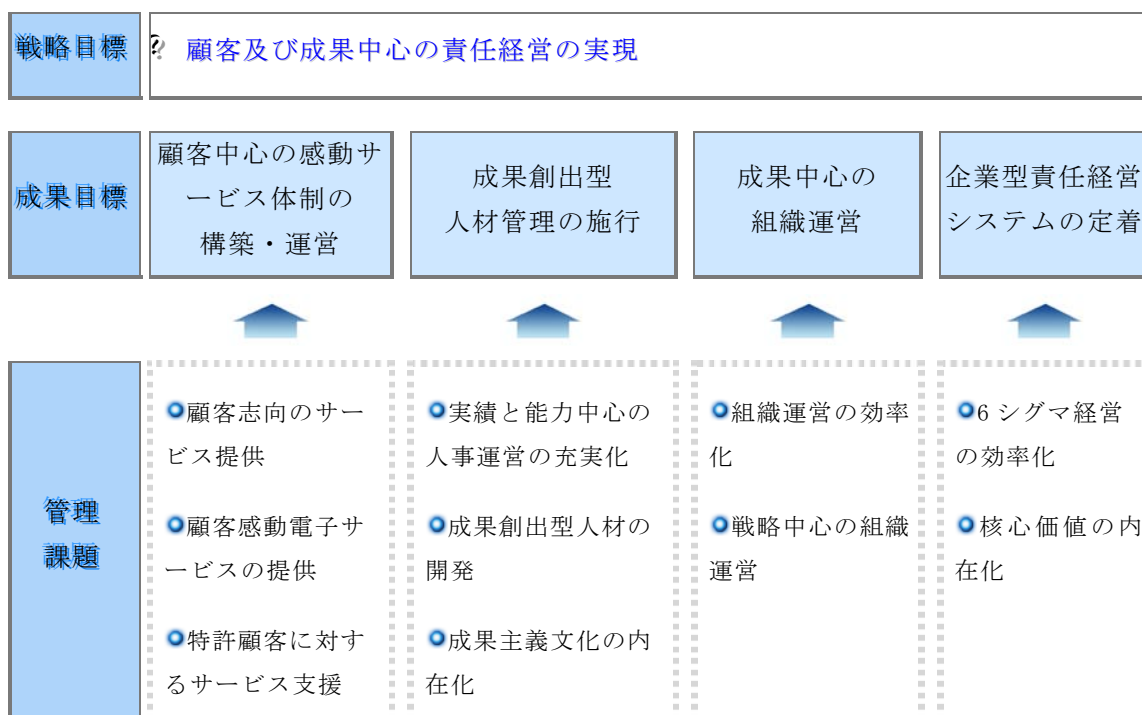 戦略目標
? 顧客及び成果中心の責任経営の実現
成果目標
顧客中心の感動サ
ービス体制の
構築・運営
成果創出型
人材管理の施行
成果中心の
組織運営
企業型責任経営
システムの定着
管理
課題
顧客志向のサー
ビス提供
顧客感動電子サ
ービスの提供
特許顧客に対す
るサービス支援
実績と能力中心の
人事運営の充実化
成果創出型人材の
開発
成果主義文化の内
在化
組織運営の効率
化
戦略中心の組織
運営
6シグマ経営
の効率化
核心価値の内
在化